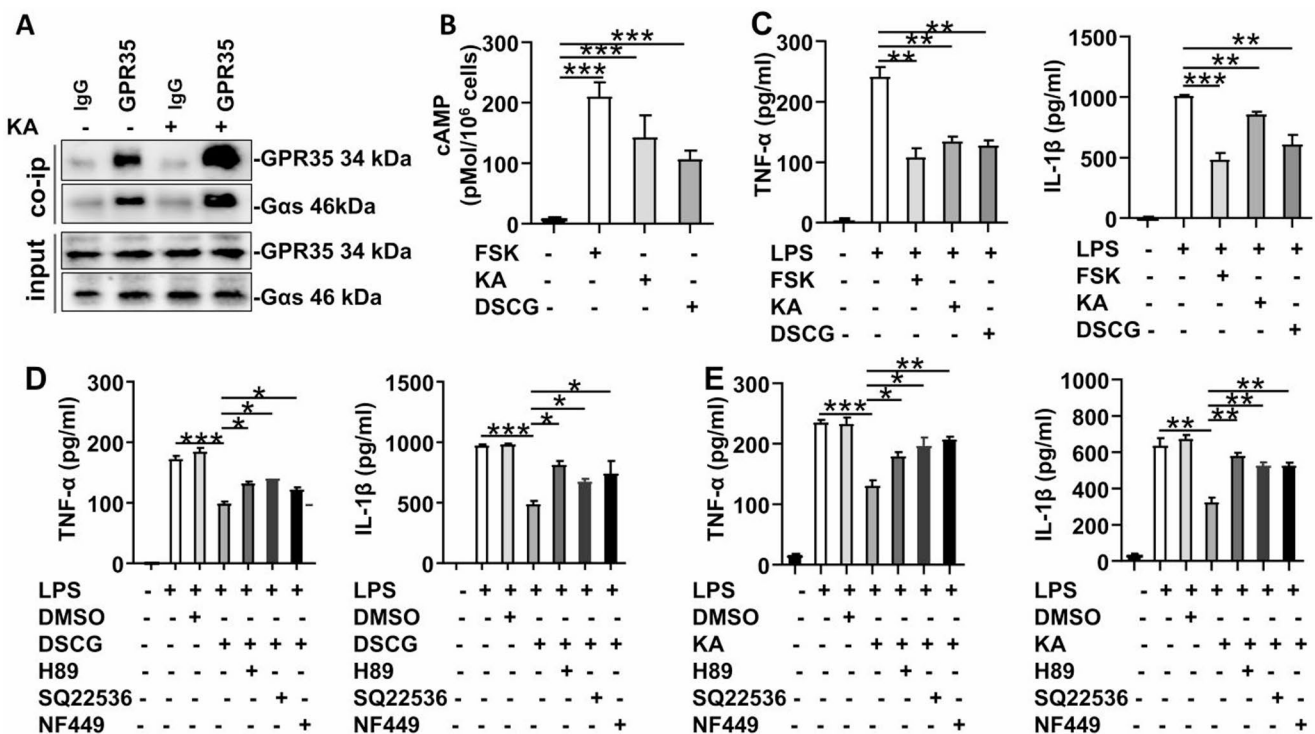 A
IgG
GPR35
IgG
GPR35
KA - - + +
co-ip
-GPR35 34 kDa
-Gαs 46kDa
input
-GPR35 34 kDa
-Gαs 46 kDa
B
cAMP
(pMol/10⁶ cells)
300
200
100
0
***
***
***
FSK - + - -
KA - - + -
DSCG - - - +
C
TNF-α (pg/ml)
300
200
100
0
**
**
**
LPS - + + + +
FSK - - + - -
KA - - - + -
DSCG - - - - +
IL-1β (pg/ml)
1500
1000
500
0
**
**
***
LPS - + + + +
FSK - - + - -
KA - - - + -
DSCG - - - - +
D
TNF-α (pg/ml)
300
200
100
0
*
*
*
***
LPS - + + + + + +
DMSO - - + - - - -
DSCG - - - + + + +
H89 - - - - + - -
SQ22536 - - - - - + -
NF449 - - - - - - +
IL-1β (pg/ml)
1500
1000
500
0
*
*
*
***
LPS - + + + + + +
DMSO - - + - - - -
DSCG - - - + + + +
H89 - - - - + - -
SQ22536 - - - - - + -
NF449 - - - - - - +
E
TNF-α (pg/ml)
300
200
100
0
**
*
*
***
LPS - + + + + + +
DMSO - - + - - - -
KA - - - + + + +
H89 - - - - + - -
SQ22536 - - - - - + -
NF449 - - - - - - +
IL-1β (pg/ml)
1000
800
600
400
200
0
**
**
**
**
LPS - + + + + + +
DMSO - - + - - - -
KA - - - + + + +
H89 - - - - + - -
SQ22536 - - - - - + -
NF449 - - - - - - +